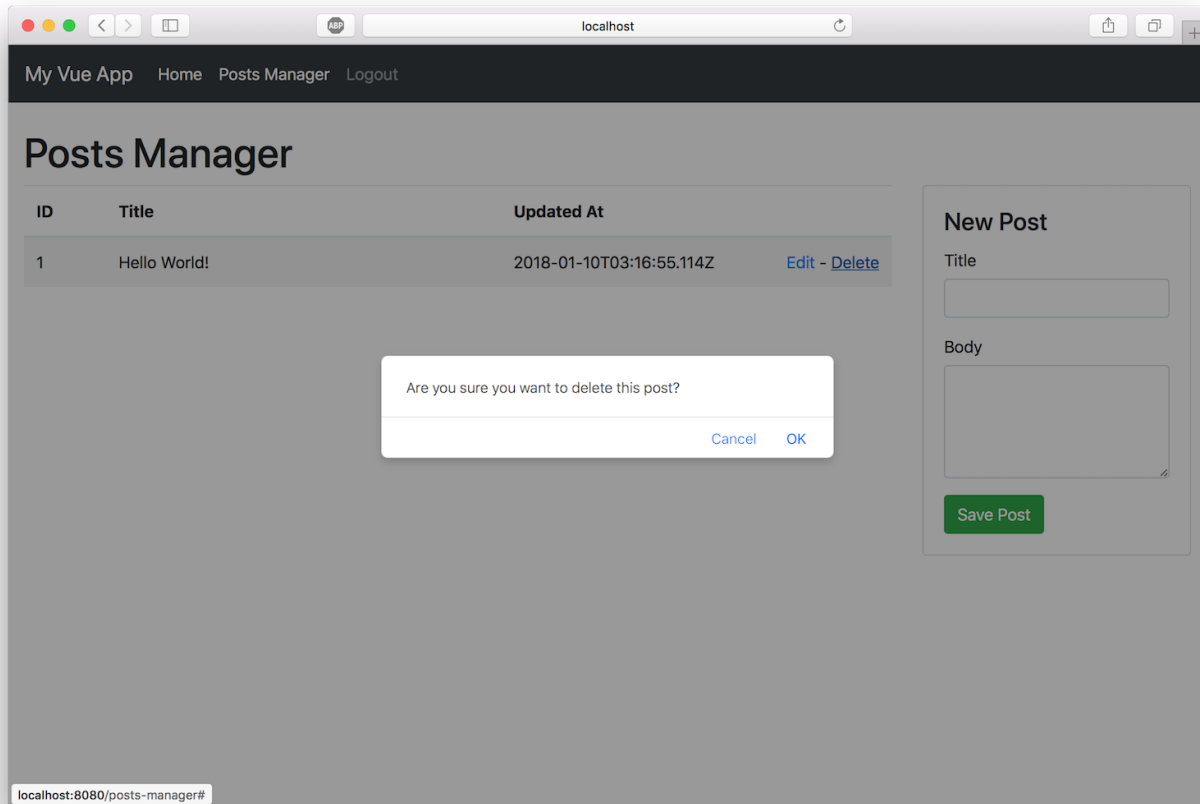 ABP
localhost
My Vue App Home Posts Manager Logout
Posts Manager
ID Title Updated At
1 Hello World! 2018-01-10T03:16:55.114Z Edit - Delete
New Post
Title
Body
Save Post
Are you sure you want to delete this post?
Cancel OK
localhost:8080/posts-manager#